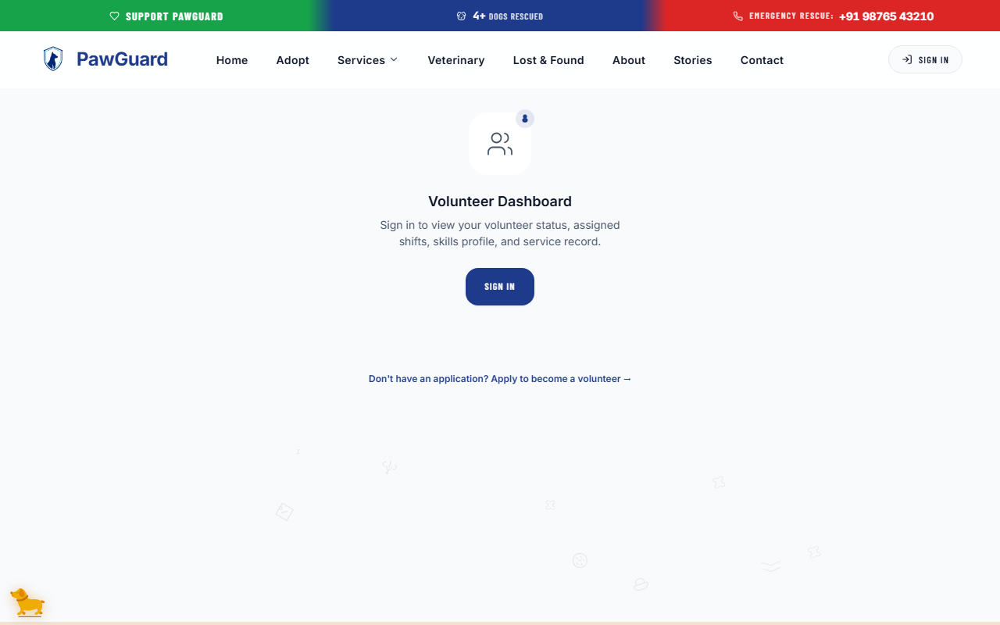 SUPPORT PAWGUARD
4+ DOGS RESCUED
EMERGENCY RESCUE: +91 98765 43210
PawGuard
Home
Adopt
Services
Veterinary
Lost & Found
About
Stories
Contact
SIGN IN
Volunteer Dashboard
Sign in to view your volunteer status, assigned
shifts, skills profile, and service record.
SIGN IN
Don't have an application? Apply to become a volunteer →